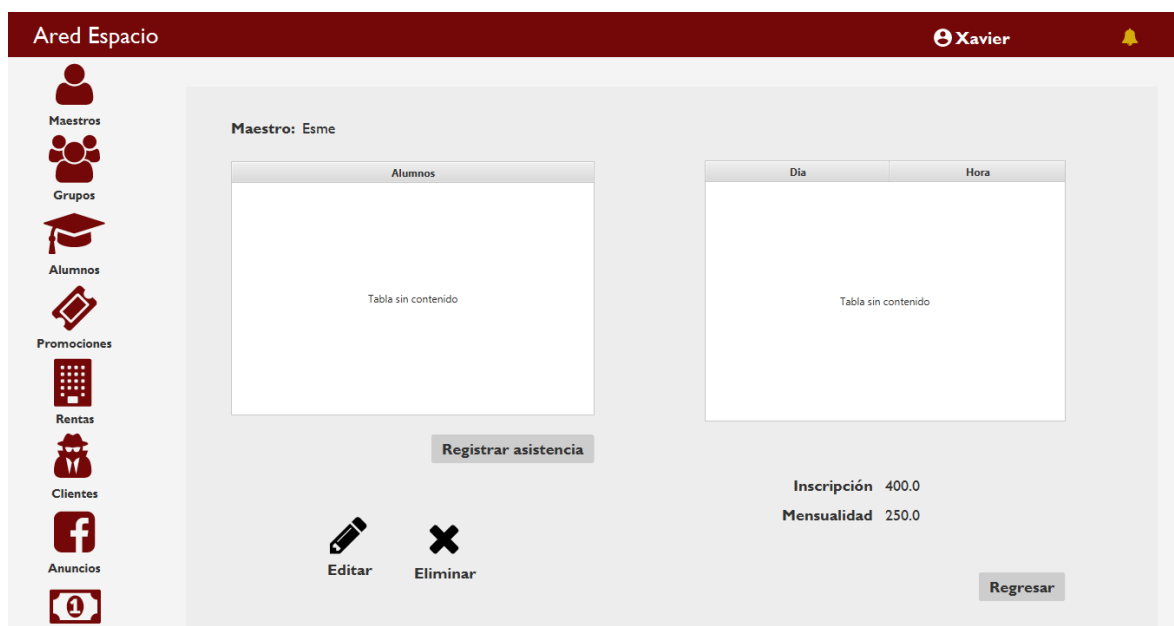 Ared Espacio
Xavier
Maestros
Grupos
Alumnos
Promociones
Rentas
Clientes
Anuncios
1
Maestro: Esme
Alumnos
Tabla sin contenido
Registrar asistencia
Editar
Eliminar
Dia Hora
Tabla sin contenido
Inscripción 400.0
Mensualidad 250.0
Regresar